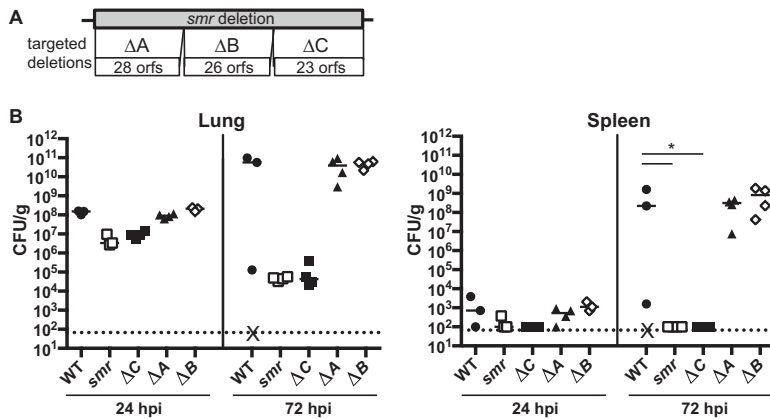 A
smr deletion
targeted deletions
ΔA
ΔB
ΔC
28 orfs
26 orfs
23 orfs
B
Lung
CFU/g
10¹²
10¹¹
10¹⁰
10⁹
10⁸
10⁷
10⁶
10⁵
10⁴
10³
10²
10¹
WT
smr
ΔC
ΔA
ΔB
24 hpi
WT
smr
ΔC
ΔA
ΔB
72 hpi
Spleen
CFU/g
10¹²
10¹¹
10¹⁰
10⁹
10⁸
10⁷
10⁶
10⁵
10⁴
10³
10²
10¹
*
X
X
WT
smr
ΔC
ΔA
ΔB
24 hpi
WT
smr
ΔC
ΔA
ΔB
72 hpi